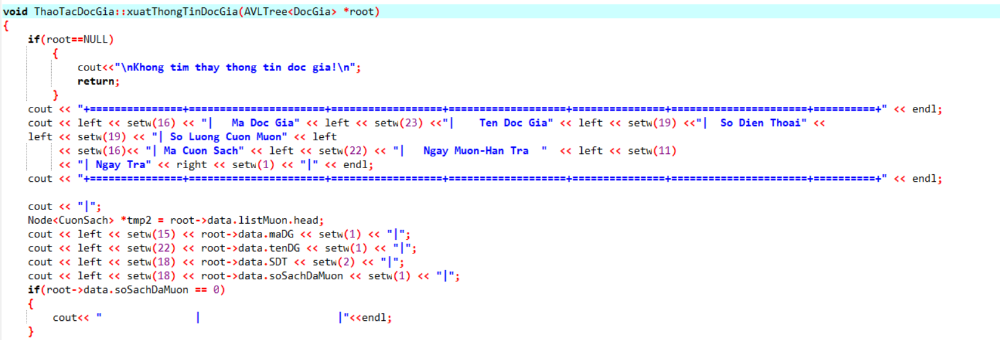 void ThaoTacDocGia::xuatThongTinDocGia(AVLTree<DocGia> *root)
{
    if(root==NULL)
        {
            cout<<"\nKhong tim thay thong tin doc gia!\n";
            return;
        }
    cout << "+===============+======================+==================+===================+===============+======================+==========+" << endl;
    cout << left << setw(16) << "|   Ma Doc Gia" << left << setw(23) <<"|    Ten Doc Gia" << left << setw(19) <<"|  So Dien Thoai" <<
    left << setw(19) << "| So Luong Cuon Muon" << left
         << setw(16)<< "| Ma Cuon Sach" << left << setw(22) << "|   Ngay Muon-Han Tra  "  << left << setw(11)
         << "| Ngay Tra" << right << setw(1) << "|" << endl;
    cout << "+===============+======================+==================+===================+===============+======================+==========+" << endl;
    cout << "|";
    Node<CuonSach> *tmp2 = root->data.listMuon.head;
    cout << left << setw(15) << root->data.maDG << setw(1) << "|";
    cout << left << setw(22) << root->data.tenDG << setw(1) << "|";
    cout << left << setw(18) << root->data.SDT << setw(2) << "|";
    cout << left << setw(18) << root->data.soSachDaMuon << setw(1) << "|";
    if(root->data.soSachDaMuon == 0)
    {
        cout<< "               |                      |"<<endl;
    }